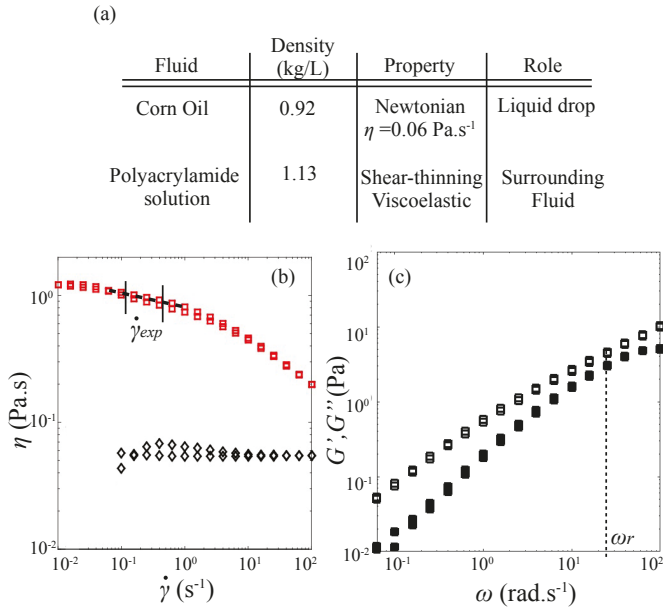 (a)
Fluid Density (kg/L) Property Role
Corn Oil 0.92 Newtonian η =0.06 Pa.s⁻¹ Liquid drop
Polyacrylamide solution 1.13 Shear-thinning Viscoelastic Surrounding Fluid
(b)
10⁰
10⁻¹
10⁻²
η (Pa.s)
γ̇exp
10⁻² 10⁻¹ 10⁰ 10¹ 10²
γ̇ (s⁻¹)
(c)
10²
10¹
10⁰
10⁻¹
10⁻²
G',G'' (Pa)
ωr
10⁻¹ 10⁰ 10¹ 10²
ω (rad.s⁻¹)